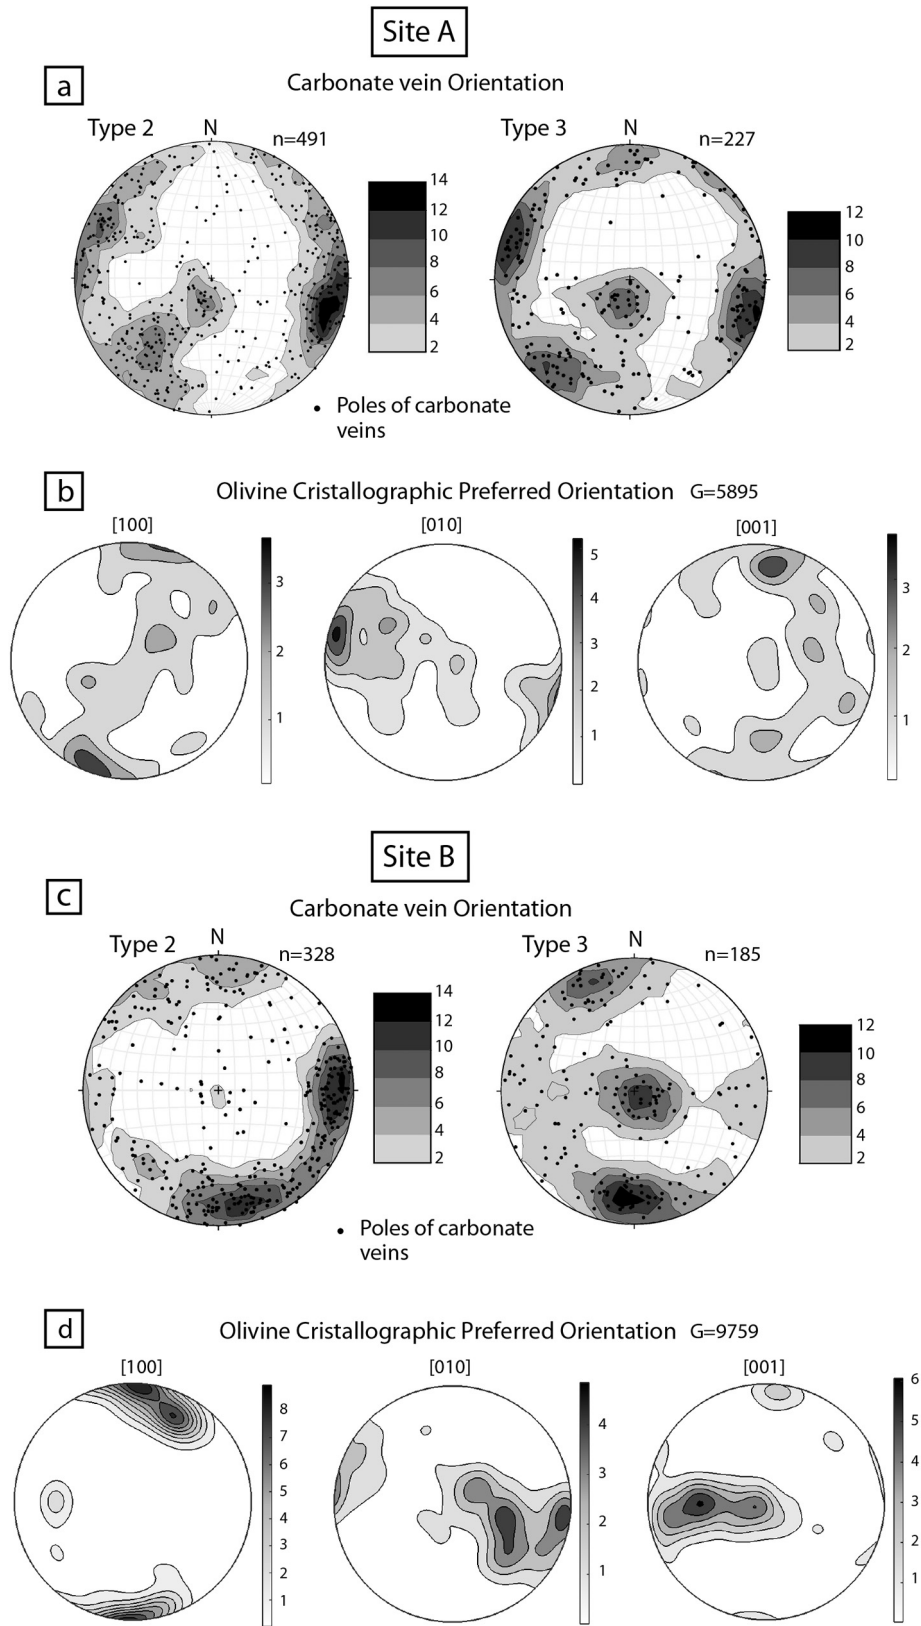 Site A
a
Carbonate vein Orientation
Type 2
N
n=491
14
12
10
8
6
4
2
Type 3
N
n=227
12
10
8
6
4
2
• Poles of carbonate
veins
b
Olivine Cristallographic Preferred Orientation G=5895
[100]
3
2
1
[010]
5
4
3
2
1
[001]
3
2
1
Site B
c
Carbonate vein Orientation
Type 2
N
n=328
14
12
10
8
6
4
2
Type 3
N
n=185
12
10
8
6
4
2
• Poles of carbonate
veins
d
Olivine Cristallographic Preferred Orientation G=9759
[100]
8
7
6
5
4
3
2
1
[010]
4
3
2
1
[001]
6
5
4
3
2
1